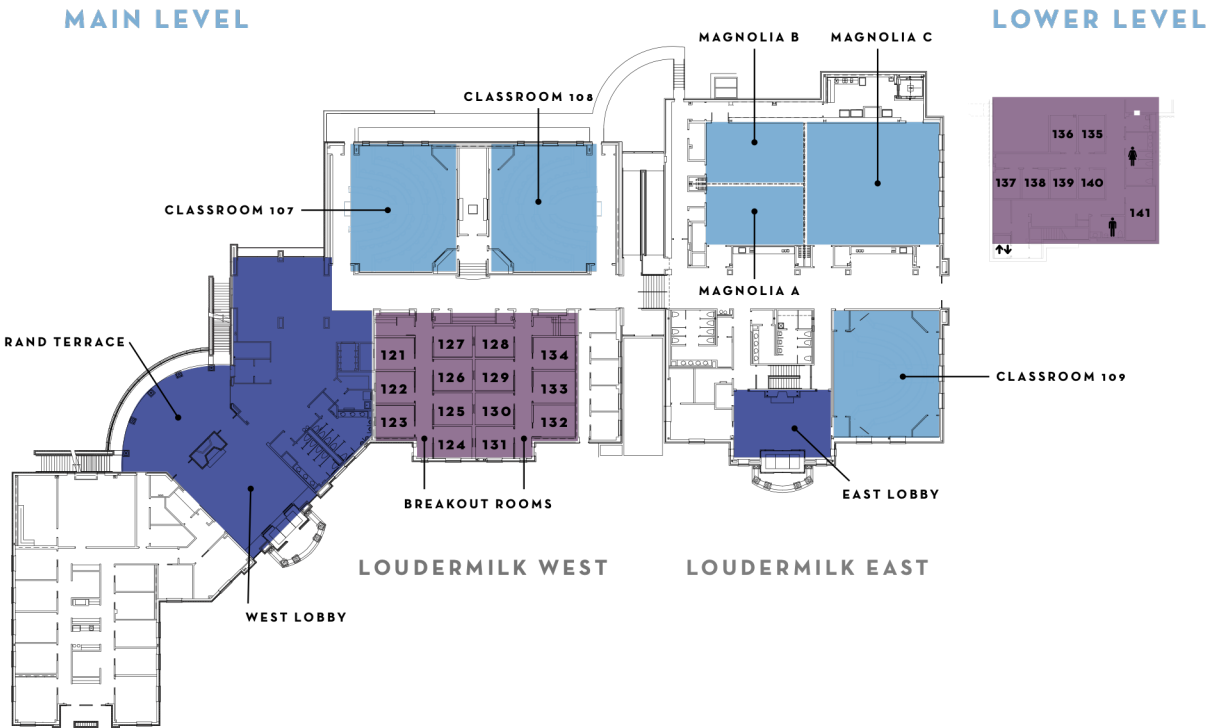 MAIN LEVEL
LOWER LEVEL
MAGNOLIA B
MAGNOLIA C
CLASSROOM 108
CLASSROOM 107
MAGNOLIA A
RAND TERRACE
CLASSROOM 109
121
122
123
127
126
125
124
128
129
130
131
134
133
132
BREAKOUT ROOMS
EAST LOBBY
WEST LOBBY
LOUDERMILK WEST
LOUDERMILK EAST
136 135
137 138 139 140
141